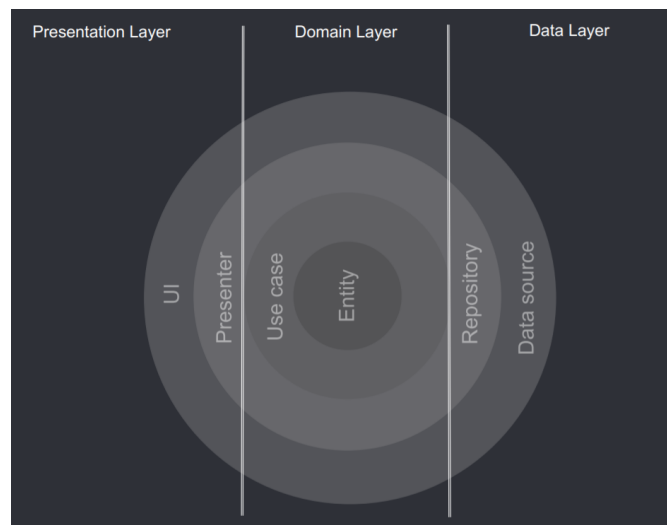 Presentation Layer
Domain Layer
Data Layer
UI
Presenter
Use case
Entity
Repository
Data source